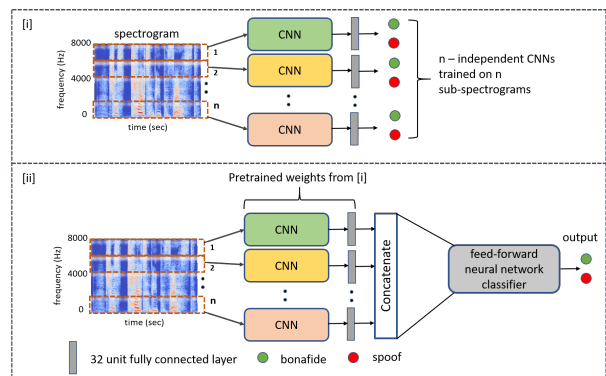 [i]
spectrogram
8000
4000
0
frequency (Hz)
time (sec)
1
2
n
CNN
CNN
CNN
n – independent CNNs
trained on n
sub-spectrograms
[ii]
Pretrained weights from [i]
8000
4000
0
frequency (Hz)
time (sec)
1
2
n
CNN
CNN
CNN
Concatenate
feed-forward
neural network
classifier
output
32 unit fully connected layer
bonafide
spoof